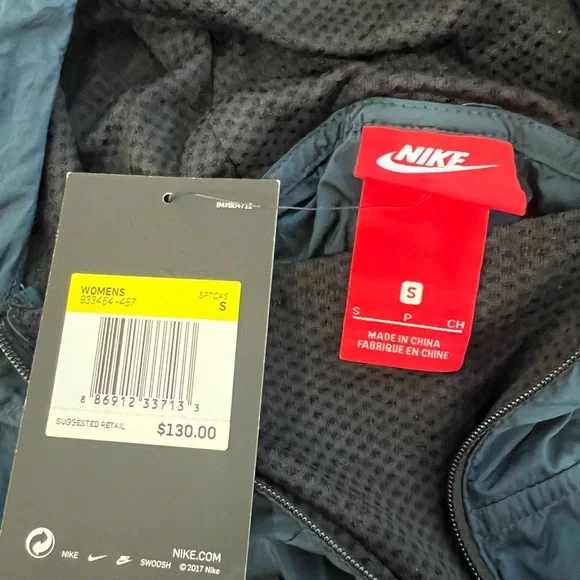 NIKE
S
S P CH
MADE IN CHINA
FABRIQUE EN CHINE
WOMENS
833464-457
SPTCAS
S
8 86912 33713 3
SUGGESTED RETAIL
$130.00
NIKE
SWOOSH
NIKE.COM
© 2017 Nike